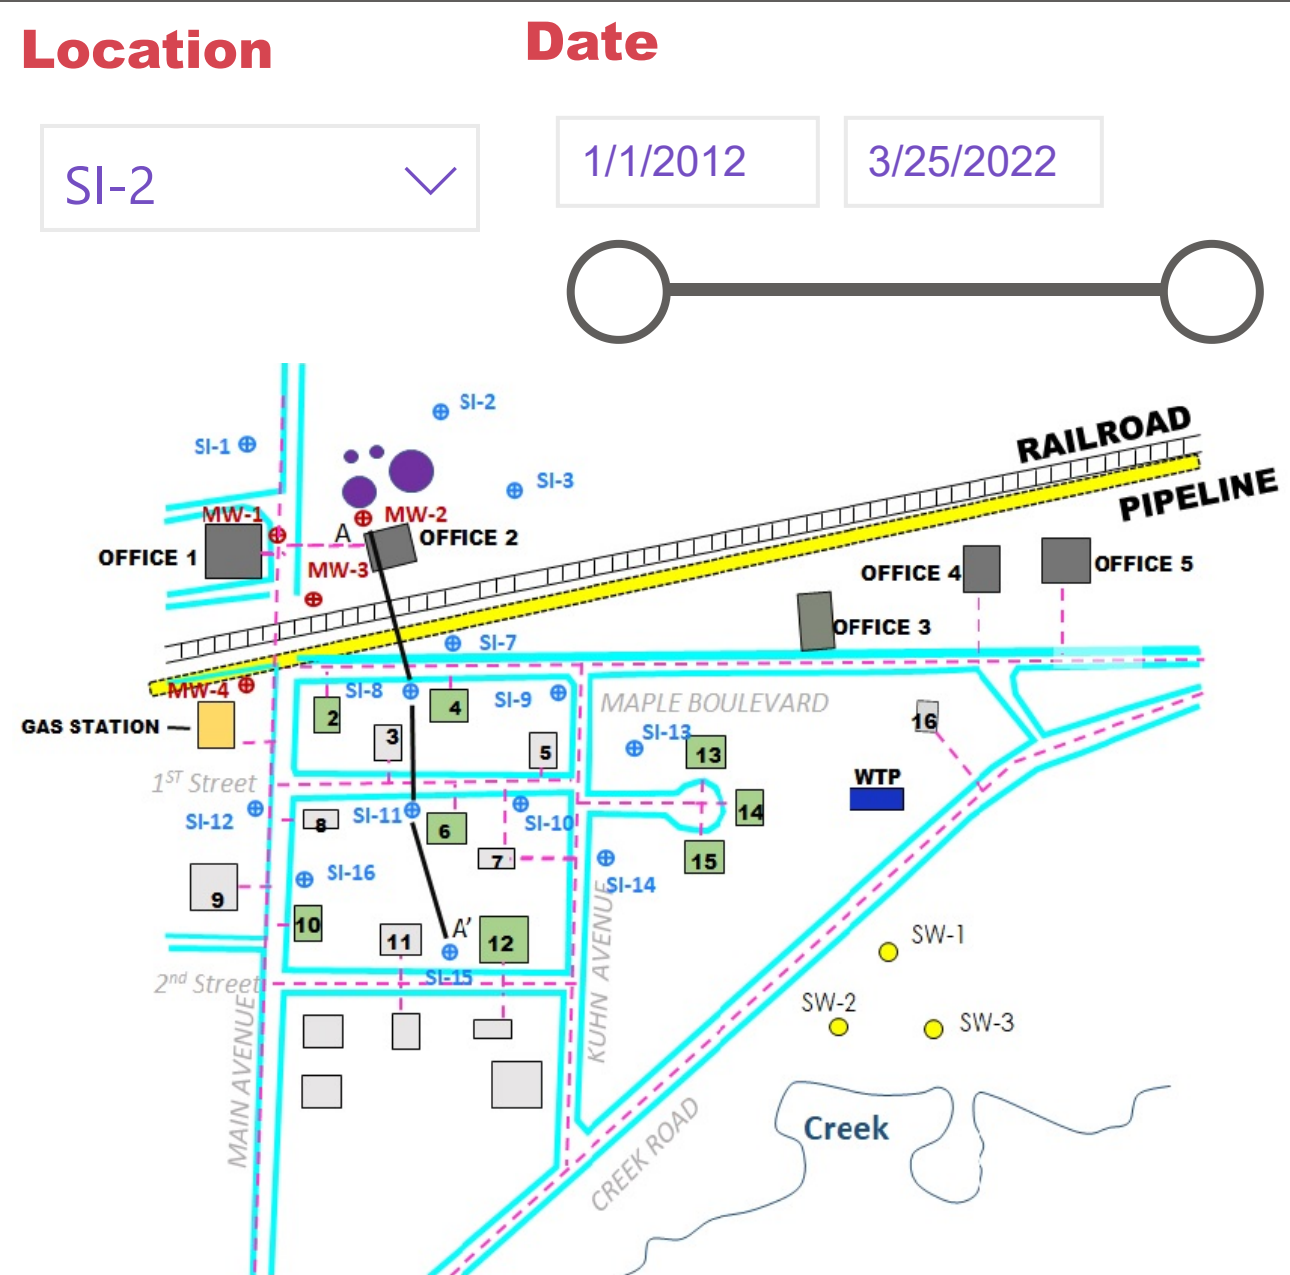 Location
Date
SI-2
1/1/2012
3/25/2022
SI-2
RAILROAD
SI-1
SI-3
PIPELINE
MW-1
MW-2
A
OFFICE 2
OFFICE 1
MW-3
OFFICE 4
OFFICE 5
OFFICE 3
SI-7
MW-4
SI-8
SI-9
MAPLE BOULEVARD
2
4
16
GAS STATION
3
5
SI-13
13
1ST Street
WTP
SI-12
8
SI-11
6
SI-10
14
7
15
SI-16
SI-14
9
10
11
A’
12
SW-1
SI-15
2nd Street
SW-2
SW-3
KUHN AVENUE
MAIN AVENUE
Creek
CREEK ROAD